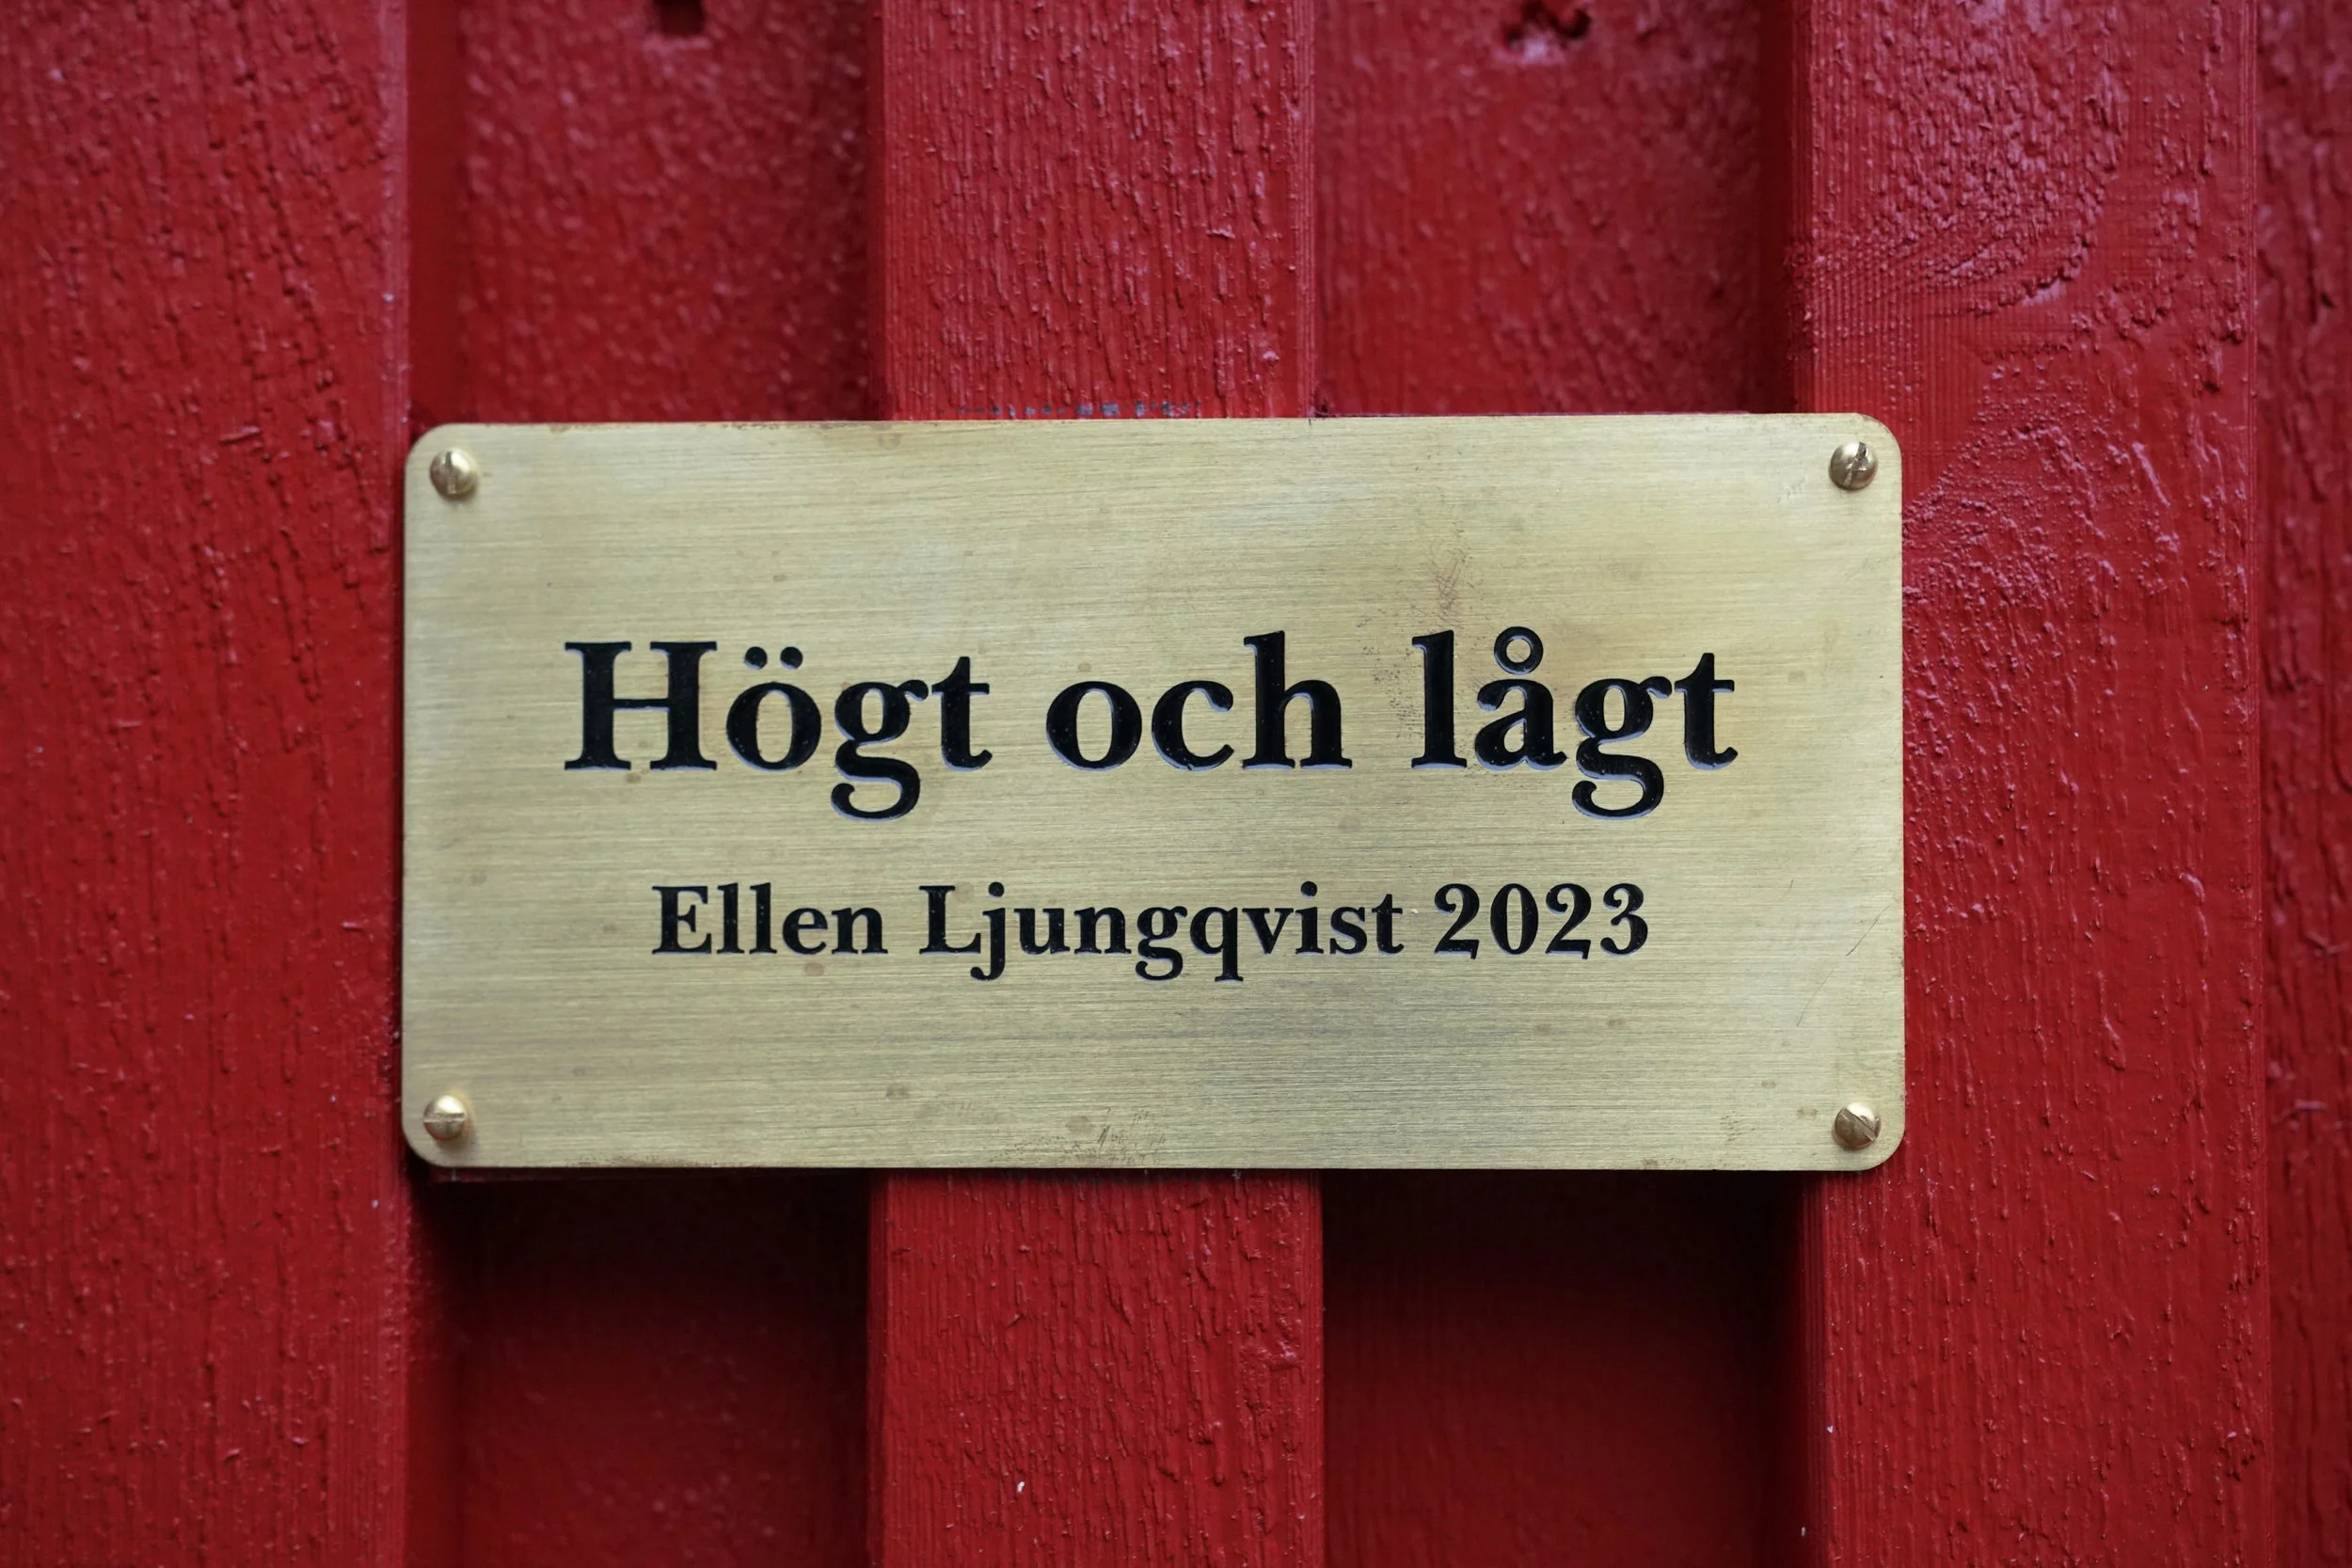 Högt och lågt
Ellen Ljungqvist 2023